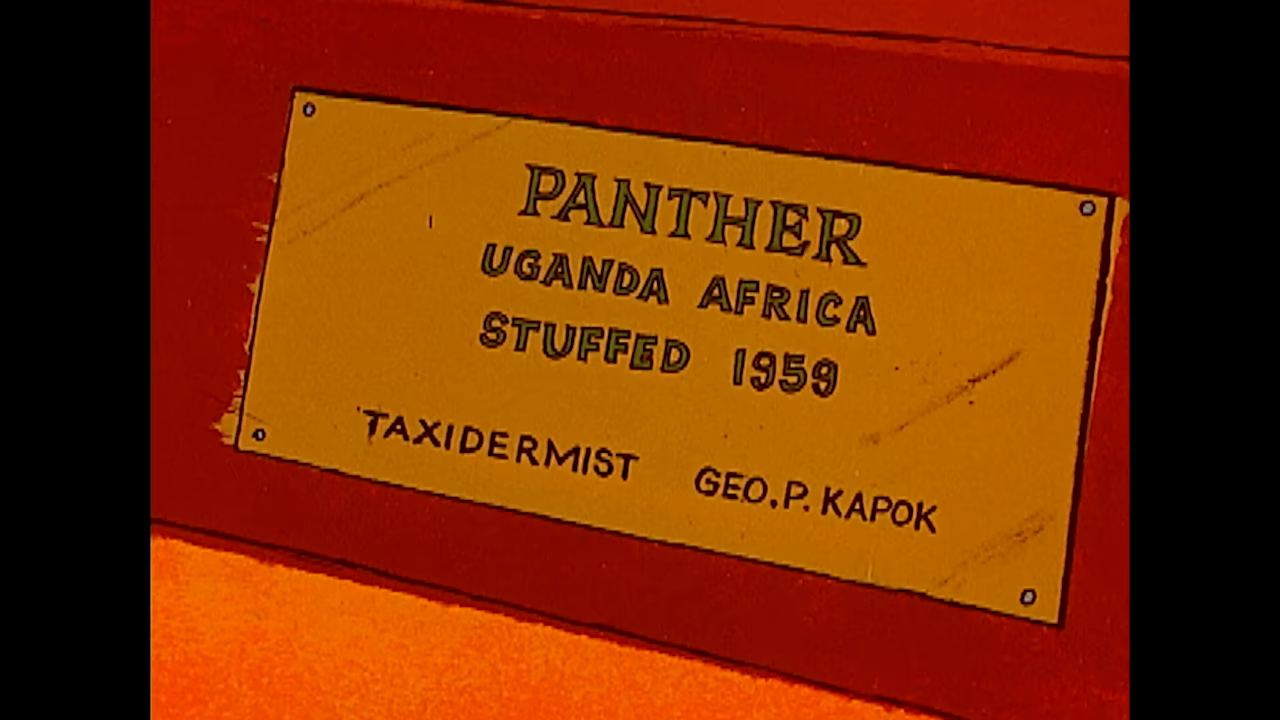 PANTHER
UGANDA AFRICA
STUFFED 1959
TAXIDERMIST GEO.P. KAPOK